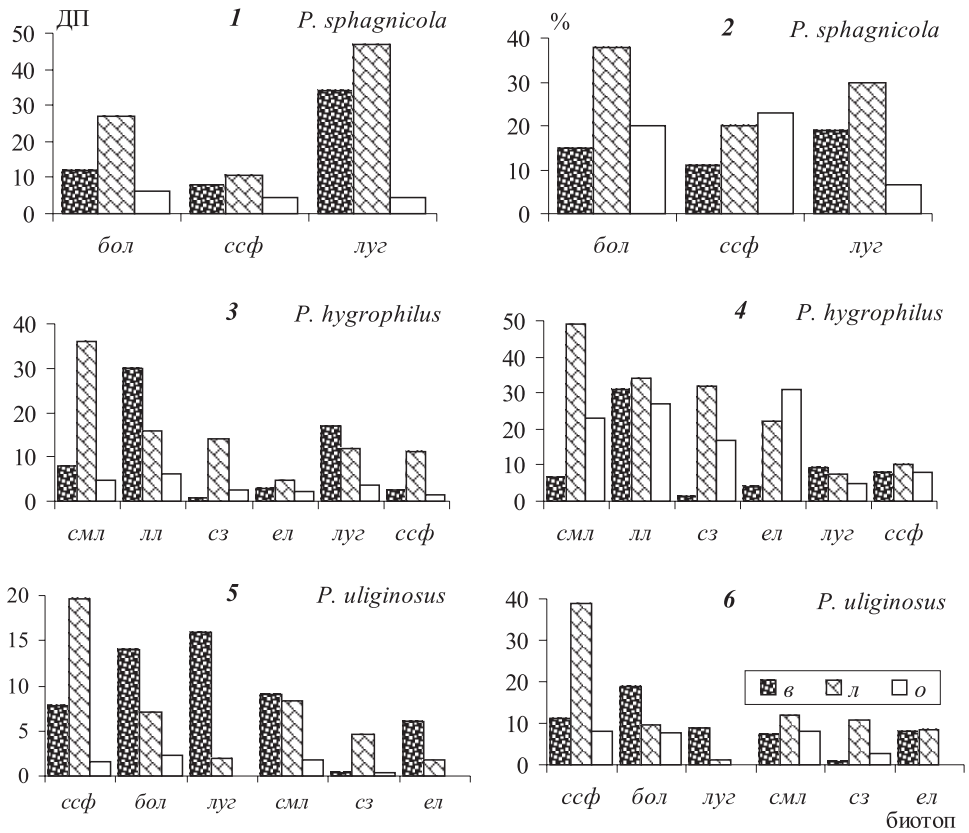 ДП 1 P. sphagnicola
50
40
30
20
10
0
бол ссф луг
% 2 P. sphagnicola
40
30
20
10
0
бол ссф луг
3 P. hygrophilus
40
30
20
10
0
смл лл сз ел луг ссф
4 P. hygrophilus
50
40
30
20
10
0
смл лл сз ел луг ссф
5 P. uliginosus
20
15
10
5
0
ссф бол луг смл сз ел
6 P. uliginosus
40
30
20
10
0
в л о
ссф бол луг смл сз ел
биотоп